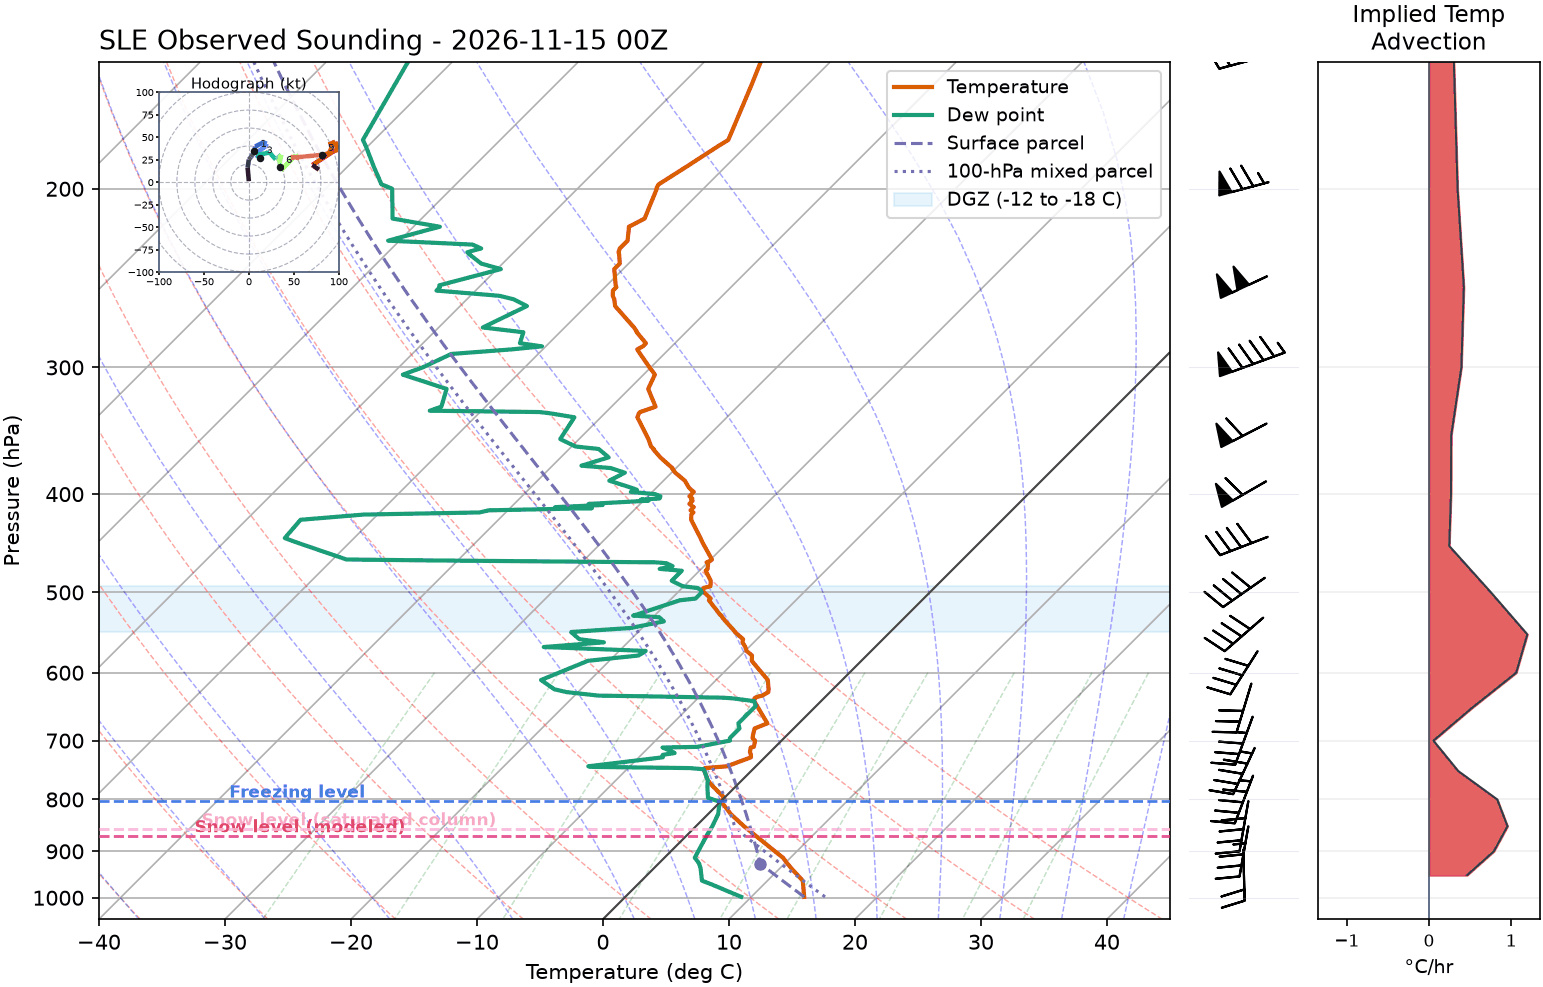 SLE Observed Sounding - 2026-11-15 00Z
Implied Temp
Advection
Hodograph (kt)
100
75
50
25
0
−25
−50
−75
−100
−100
−50
0
50
100
3
6
9
Temperature
Dew point
Surface parcel
100-hPa mixed parcel
DGZ (-12 to -18 C)
200
300
400
500
600
700
800
900
1000
Pressure (hPa)
Freezing level
Snow level (saturated column)
Snow level (modeled)
−40
−30
−20
−10
0
10
20
30
40
Temperature (deg C)
−1
0
1
°C/hr